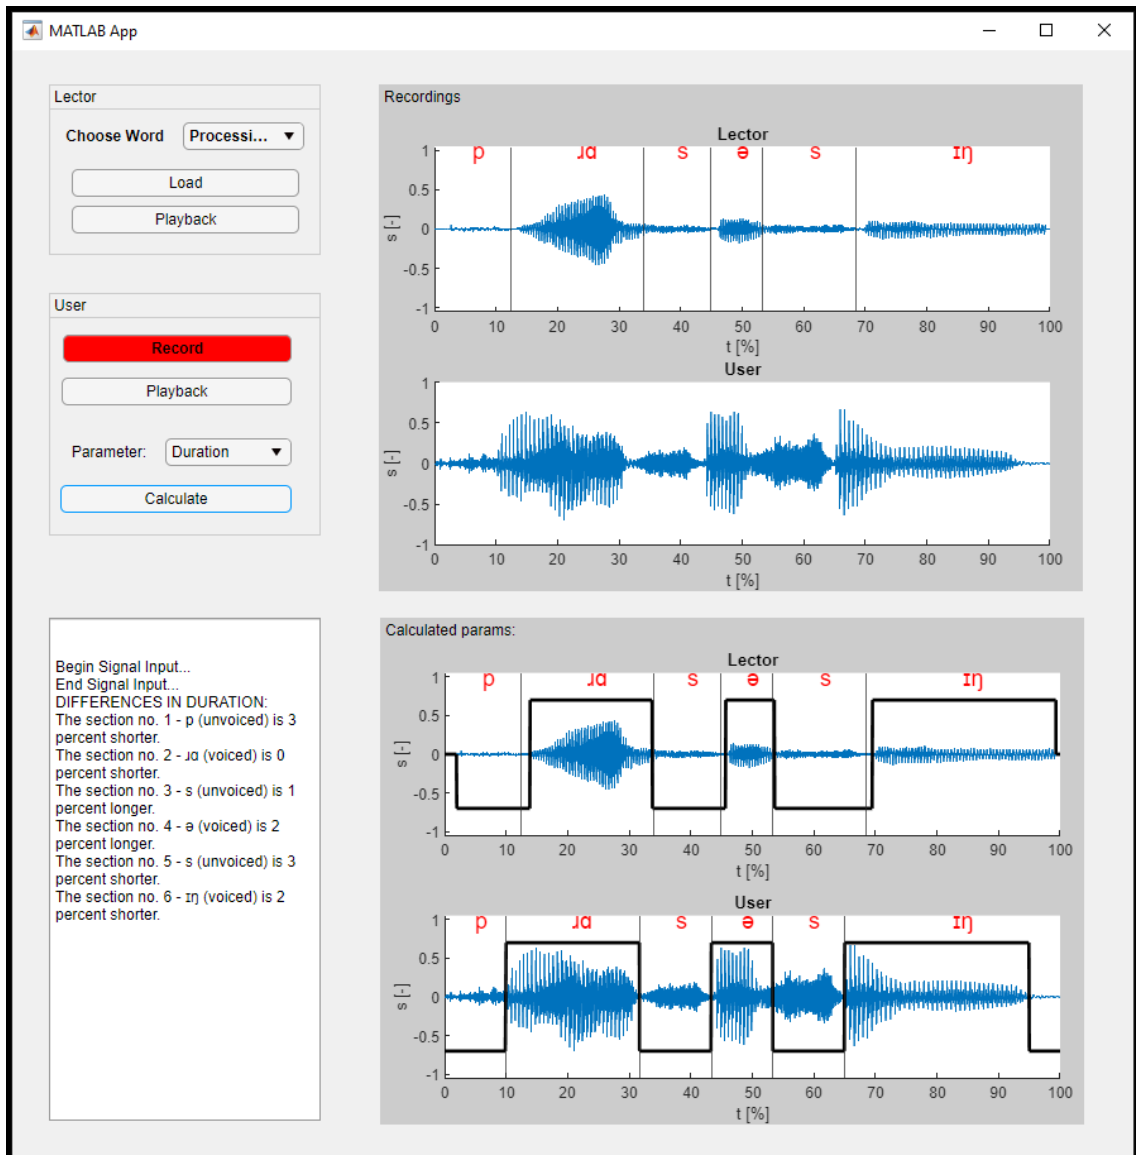 MATLAB App
Lector
Choose Word Processi... ▼
Load
Playback
User
Record
Playback
Parameter: Duration ▼
Calculate
Begin Signal Input...
End Signal Input...
DIFFERENCES IN DURATION:
The section no. 1 - p (unvoiced) is 3
percent shorter.
The section no. 2 - ɹɑ (voiced) is 0
percent shorter.
The section no. 3 - s (unvoiced) is 1
percent longer.
The section no. 4 - ə (voiced) is 2
percent longer.
The section no. 5 - s (unvoiced) is 3
percent shorter.
The section no. 6 - ɪŋ (voiced) is 2
percent shorter.
Recordings
Lector
p ɹɑ s ə s ɪŋ
1
0.5
0
-0.5
-1
s [-]
0 10 20 30 40 50 60 70 80 90 100
t [%]
User
1
0.5
0
-0.5
-1
s [-]
0 10 20 30 40 50 60 70 80 90 100
t [%]
Calculated params:
Lector
p ɹɑ s ə s ɪŋ
1
0.5
0
-0.5
-1
s [-]
0 10 20 30 40 50 60 70 80 90 100
t [%]
User
p ɹɑ s ə s ɪŋ
1
0.5
0
-0.5
-1
s [-]
0 10 20 30 40 50 60 70 80 90 100
t [%]